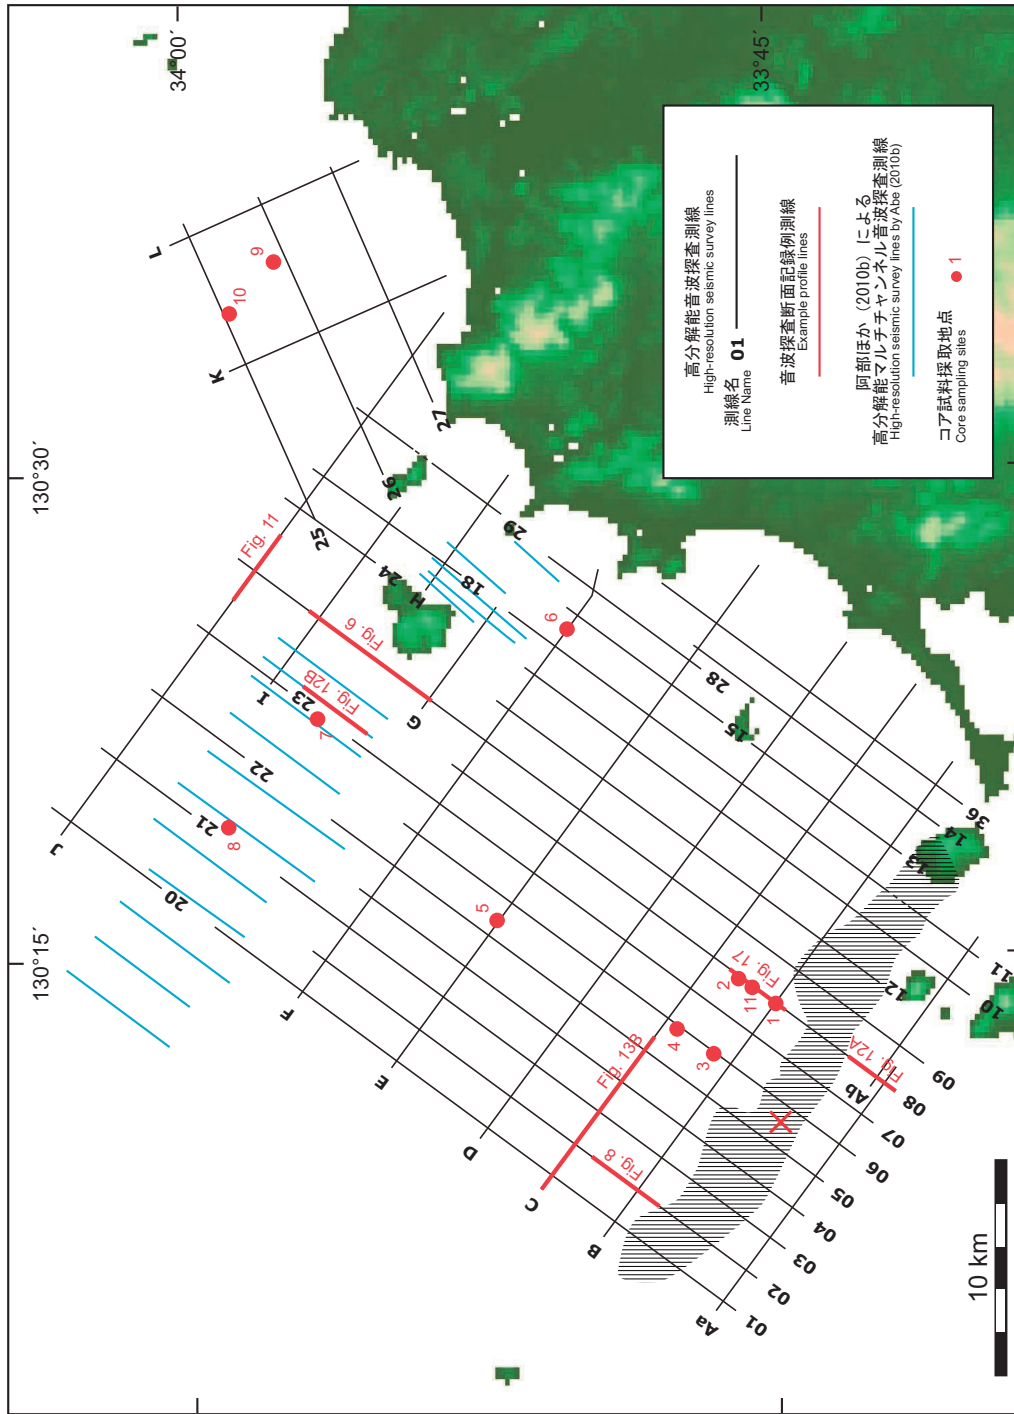 34°00′
33°45′
130°30′
130°15′
高分解能音波探査測線
High-resolution seismic survey lines
測線名 01
Line Name
音波探査断面記録例測線
Example profile lines
阿部ほか (2010b) による
高分解能マルチチャンネル音波探査測線
High-resolution seismic survey lines by Abe (2010b)
コア試料採取地点
Core sampling sites
1
10 km
L
K
J
I
H
G
F
E
D
C
B
Aa
Ab
01
02
03
04
05
06
07
08
09
10
11
12
13
14
36
15
28
18
29
20
21
22
23
24
25
26
27
Fig. 11
Fig. 6
Fig. 12B
Fig. 17
Fig. 13B
Fig. 8
Fig. 12A
1
2
3
4
5
6
7
8
9
10
11